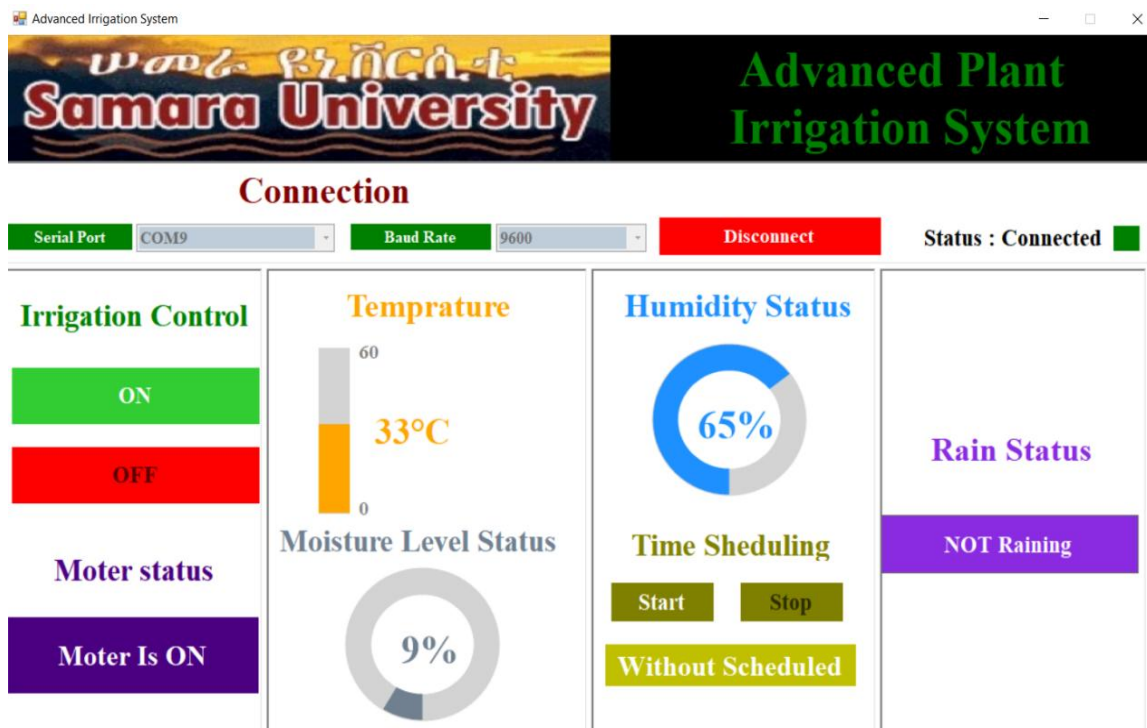 Advanced Irrigation System
ሠመራ ዩኒቨርሲቲ
Samara University
Advanced Plant
Irrigation System
Connection
Serial Port
COM9
Baud Rate
9600
Disconnect
Status : Connected
Irrigation Control
ON
OFF
Moter status
Moter Is ON
Temprature
60
33°C
0
Moisture Level Status
9%
Humidity Status
65%
Time Sheduling
Start
Stop
Without Scheduled
Rain Status
NOT Raining